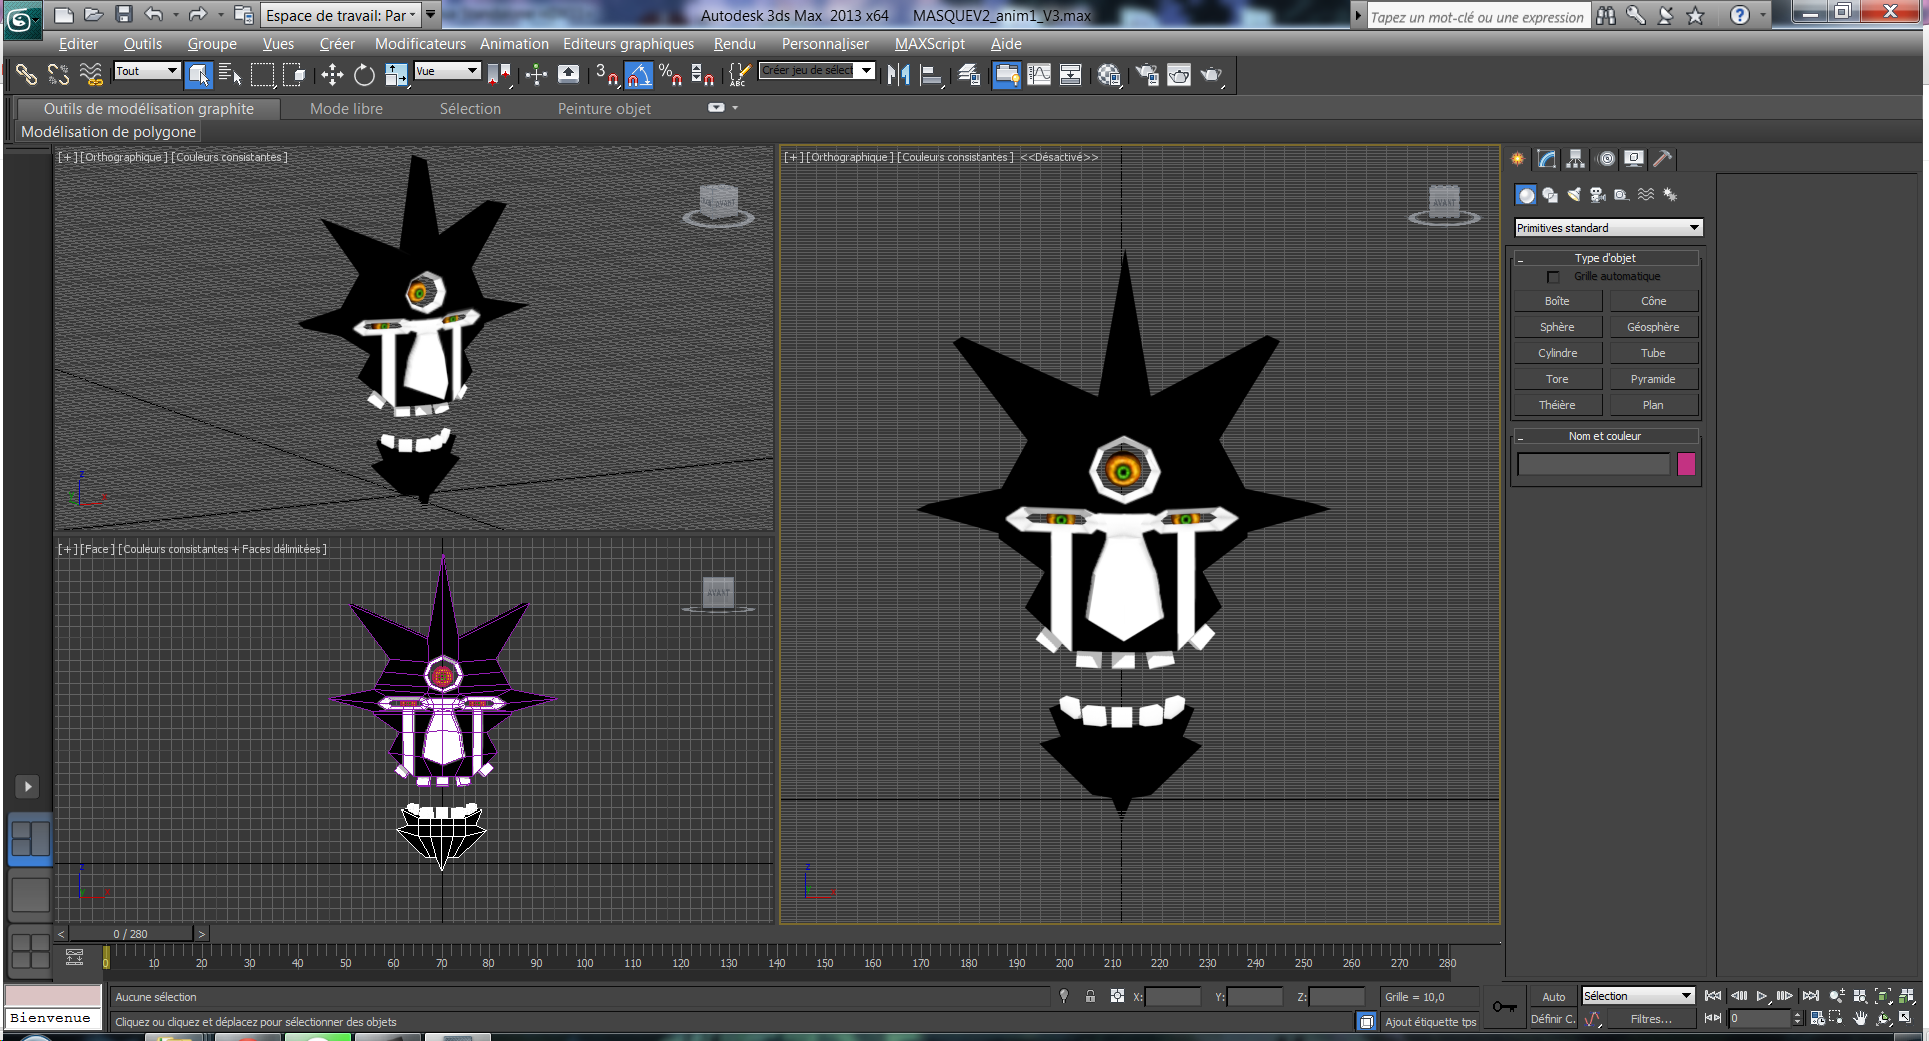 Espace de travail: Par
Autodesk 3ds Max 2013 x64 MASQUEV2_anim1_V3.max
Tapez un mot-clé ou une expression
Editer Outils Groupe Vues Créer Modificateurs Animation Editeurs graphiques Rendu Personnaliser MAXScript Aide
Tout
Vue
3
ABC
Créer jeu de sélect
Outils de modélisation graphite Mode libre Sélection Peinture objet
Modélisation de polygone
[+] [Orthographique] [Couleurs consistantes]
[+] [Orthographique] [Couleurs consistantes] <<Désactivé>>
AVANT
AVANT
Primitives standard
Type d'objet
Grille automatique
Boîte Cône
Sphère Géosphère
Cylindre Tube
Tore Pyramide
Théière Plan
Nom et couleur
[+] [Face] [Couleurs consistantes + Faces délimitées]
AVANT
< 0 / 280 >
0 10 20 30 40 50 60 70 80 90 100 110 120 130 140 150 160 170 180 190 200 210 220 230 240 250 260 270 280
Aucune sélection X: Y: Z: Grille = 10,0 Auto Sélection
Bienvenue
Cliquez ou cliquez et déplacez pour sélectionner des objets
Ajout étiquette tps Définir C. Filtres... 0